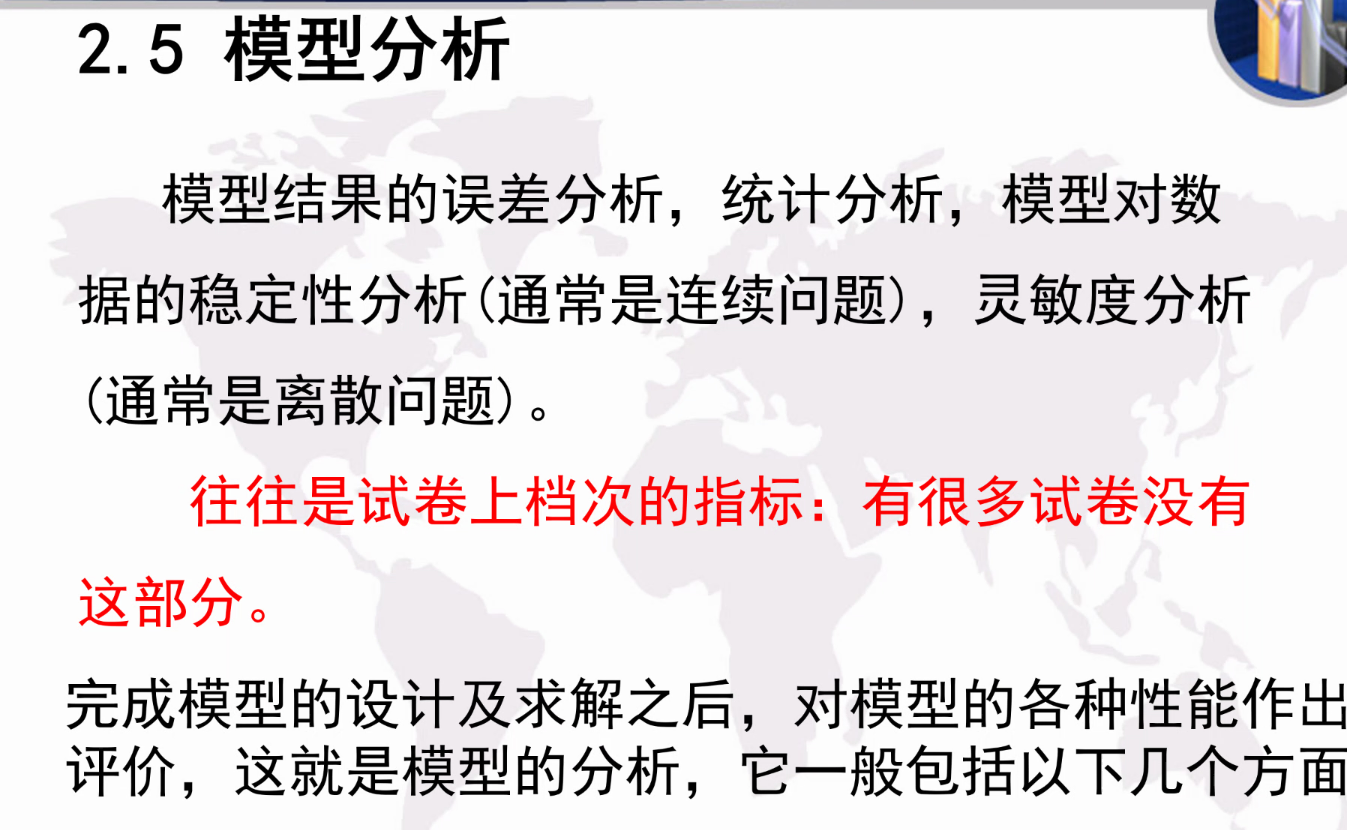 2.5 模型分析
模型结果的误差分析，统计分析，模型对数
据的稳定性分析(通常是连续问题)，灵敏度分析
(通常是离散问题)。
往往是试卷上档次的指标：有很多试卷没有
这部分。
完成模型的设计及求解之后，对模型的各种性能作出
评价，这就是模型的分析，它一般包括以下几个方面